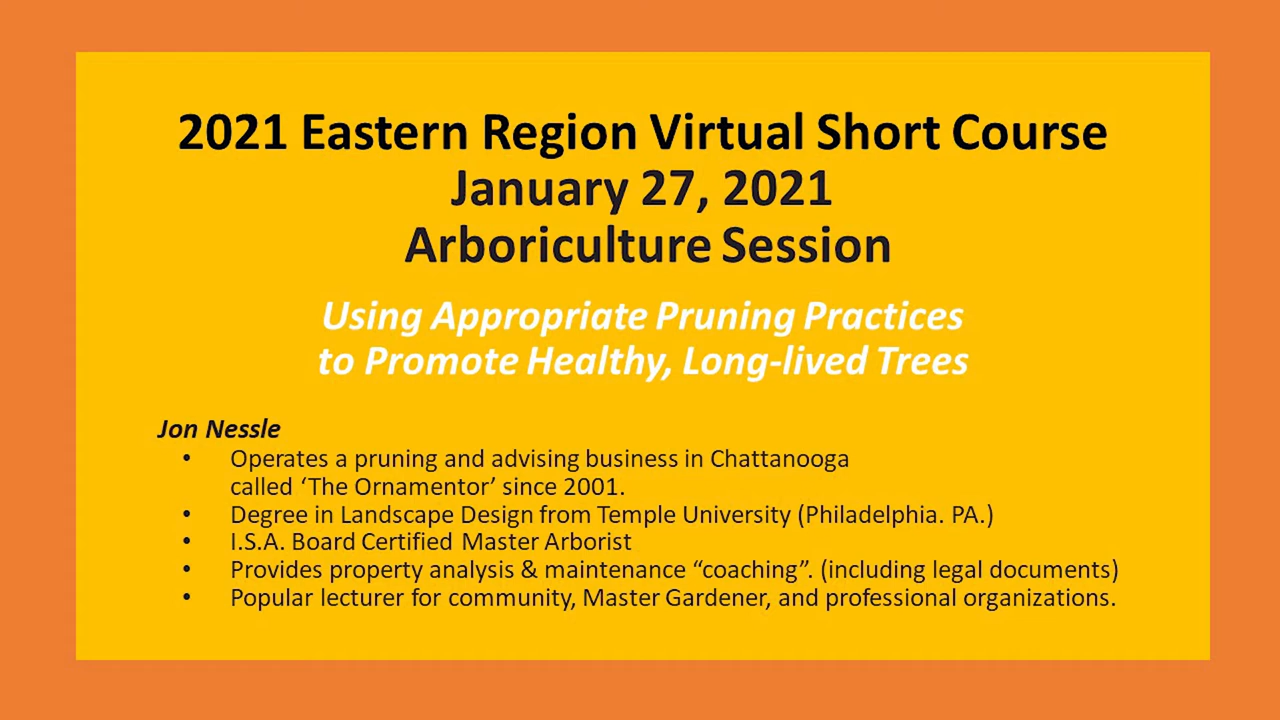 2021 Eastern Region Virtual Short Course
January 27, 2021
Arboriculture Session
Using Appropriate Pruning Practices
to Promote Healthy, Long-lived Trees
Jon Nessle
• Operates a pruning and advising business in Chattanooga
called ‘The Ornamentor’ since 2001.
• Degree in Landscape Design from Temple University (Philadelphia. PA.)
• I.S.A. Board Certified Master Arborist
• Provides property analysis & maintenance “coaching”. (including legal documents)
• Popular lecturer for community, Master Gardener, and professional organizations.